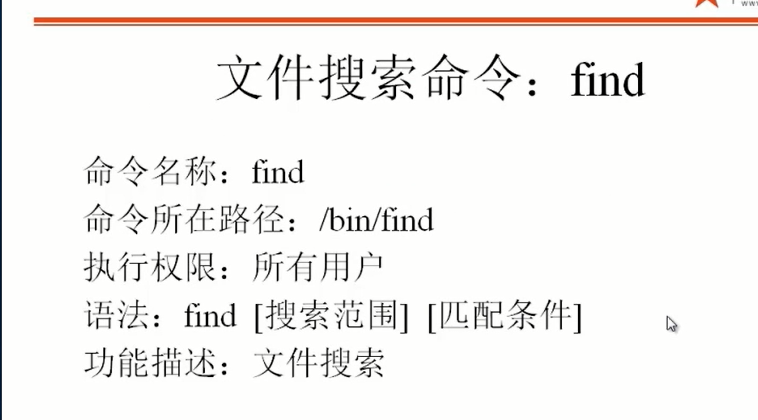 文件搜索命令：find
命令名称：find
命令所在路径：/bin/find
执行权限：所有用户
语法：find [搜索范围] [匹配条件]
功能描述：文件搜索